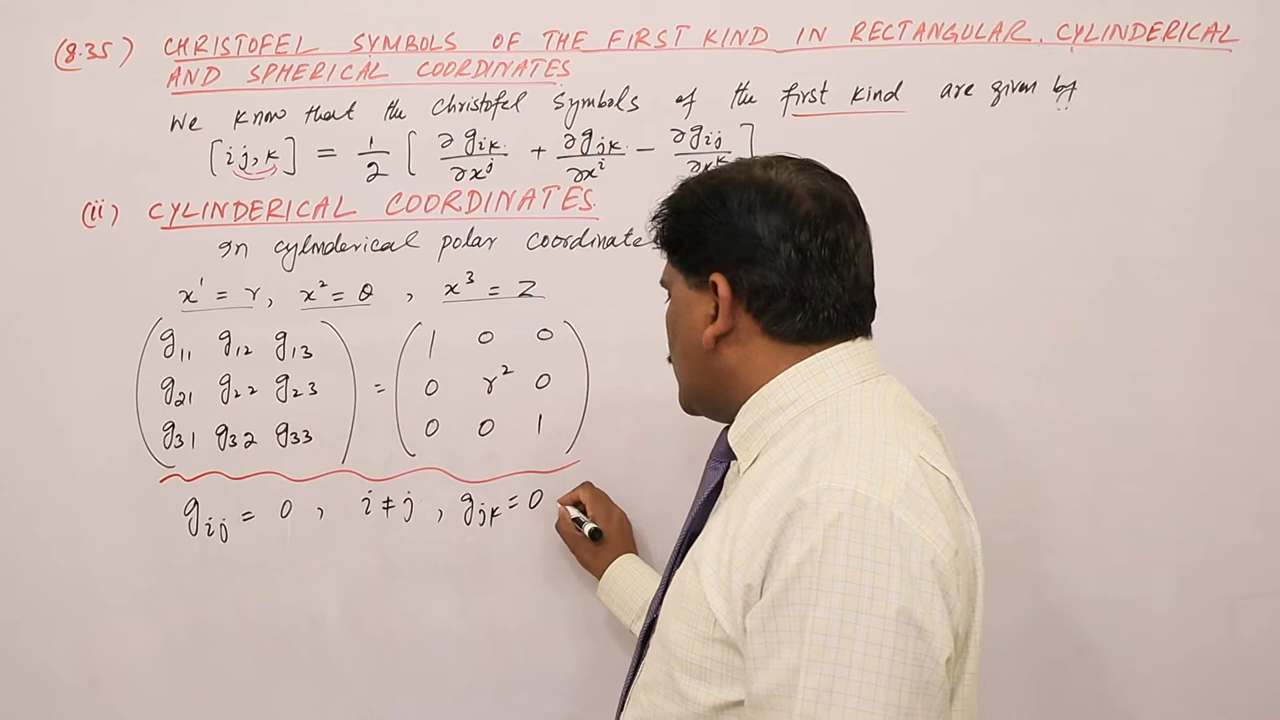 (8.35) CHRISTOFEL SYMBOLS OF THE FIRST KIND IN RECTANGULAR, CYLINDERICAL
AND SPHERICAL COORDINATES
We know that the Christofel Symbols of the first kind are given by
[ij,k] = 1/2 [ ∂g_ik/∂x^j + ∂g_jk/∂x^i − ∂g_ij/∂x^k ]
(ii) CYLINDERICAL COORDINATES.
In cylinderical polar coordinate
x¹ = r, x² = θ , x³ = Z
( g₁₁ g₁₂ g₁₃ ) ( 1 0 0 )
( g₂₁ g₂₂ g₂₃ ) = ( 0 r² 0 )
( g₃₁ g₃₂ g₃₃ ) ( 0 0 1 )
g_ij = 0 , i ≠ j , g_jk = 0